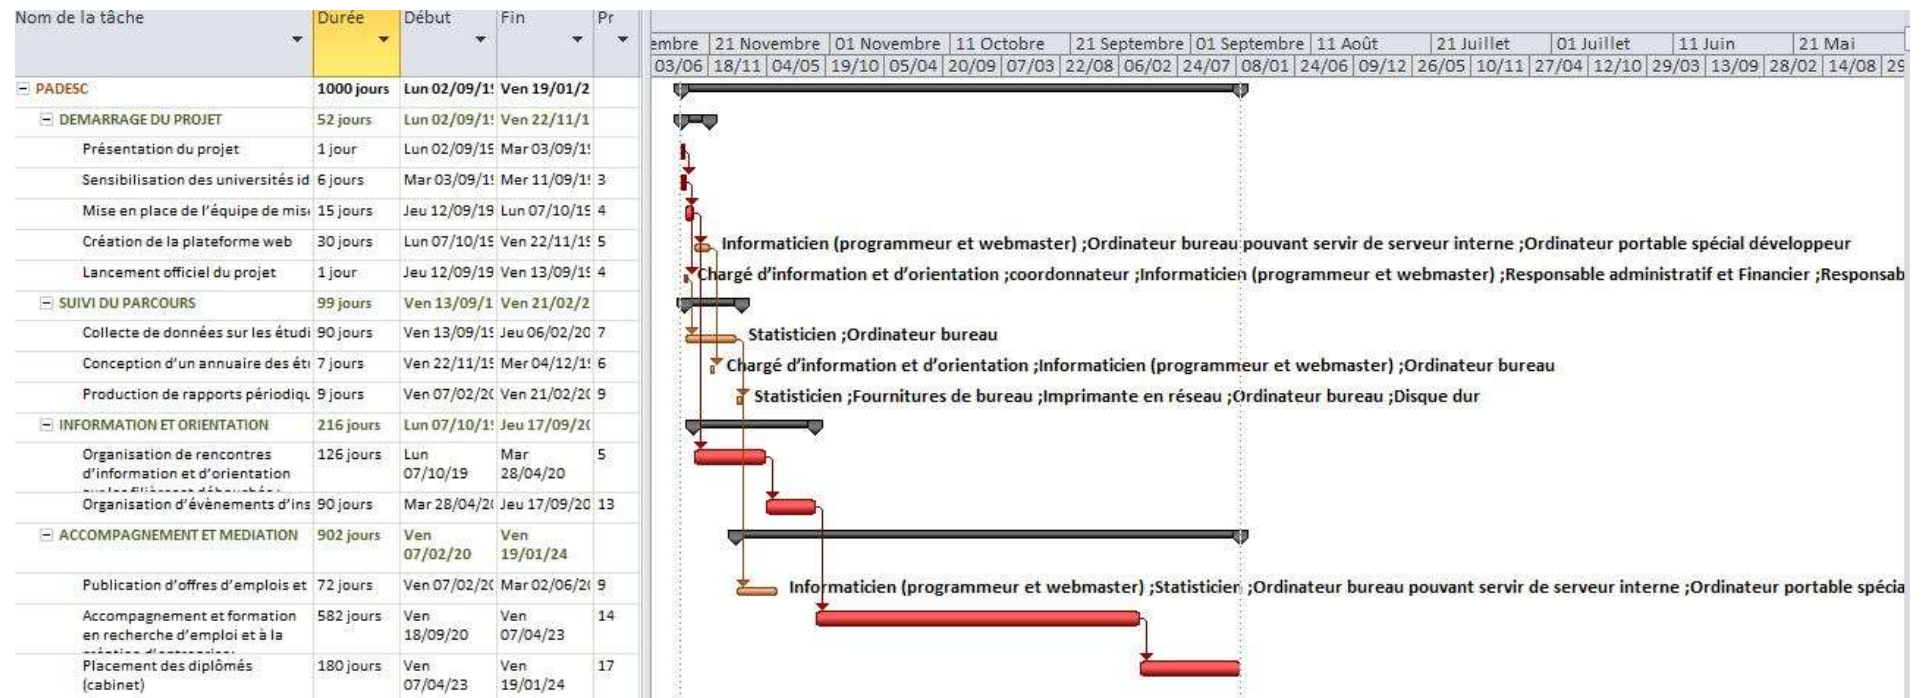 Nom de la tâche Durée Début Fin Pr
embre 21 Novembre 01 Novembre 11 Octobre 21 Septembre 01 Septembre 11 Août 21 Juillet 01 Juillet 11 Juin 21 Mai
03/06 18/11 04/05 19/10 05/04 20/09 07/03 22/08 06/02 24/07 08/01 24/06 09/12 26/05 10/11 27/04 12/10 29/03 13/09 28/02 14/08 29
PADESC 1000 jours Lun 02/09/1 Ven 19/01/2
DEMARRAGE DU PROJET 52 jours Lun 02/09/1 Ven 22/11/1
Présentation du projet 1 jour Lun 02/09/19 Mar 03/09/1
Sensibilisation des universités id 6 jours Mar 03/09/1 Mer 11/09/1 3
Mise en place de l'équipe de mis 15 jours Jeu 12/09/19 Lun 07/10/19 4
Création de la plateforme web 30 jours Lun 07/10/19 Ven 22/11/19 5 Informaticien (programmeur et webmaster) ;Ordinateur bureau pouvant servir de serveur interne ;Ordinateur portable spécial développeur
Lancement officiel du projet 1 jour Jeu 12/09/19 Ven 13/09/19 4 Chargé d'information et d'orientation ;coordonnateur ;Informaticien (programmeur et webmaster) ;Responsable administratif et Financier ;Responsab
SUIVI DU PARCOURS 99 jours Ven 13/09/1 Ven 21/02/2
Collecte de données sur les étudi 90 jours Ven 13/09/19 Jeu 06/02/20 7 Statisticien ;Ordinateur bureau
Conception d'un annuaire des ét 7 jours Ven 22/11/19 Mer 04/12/1 6 Chargé d'information et d'orientation ;Informaticien (programmeur et webmaster) ;Ordinateur bureau
Production de rapports périodiq 9 jours Ven 07/02/2 Ven 21/02/2 9 Statisticien ;Fournitures de bureau ;Imprimante en réseau ;Ordinateur bureau ;Disque dur
INFORMATION ET ORIENTATION 216 jours Lun 07/10/1 Jeu 17/09/2
Organisation de rencontres 126 jours Lun Mar 5
d'information et d'orientation 07/10/19 28/04/20
Organisation d'évènements d'ins 90 jours Mar 28/04/2 Jeu 17/09/20 13
ACCOMPAGNEMENT ET MEDIATION 902 jours Ven Ven
07/02/20 19/01/24
Publication d'offres d'emplois et 72 jours Ven 07/02/2 Mar 02/06/2 9 Informaticien (programmeur et webmaster) ;Statisticien ;Ordinateur bureau pouvant servir de serveur interne ;Ordinateur portable spécia
Accompagnement et formation 582 jours Ven Ven 14
en recherche d'emploi et à la 18/09/20 07/04/23
Placement des diplômés 180 jours Ven Ven 17
(cabinet) 07/04/23 19/01/24